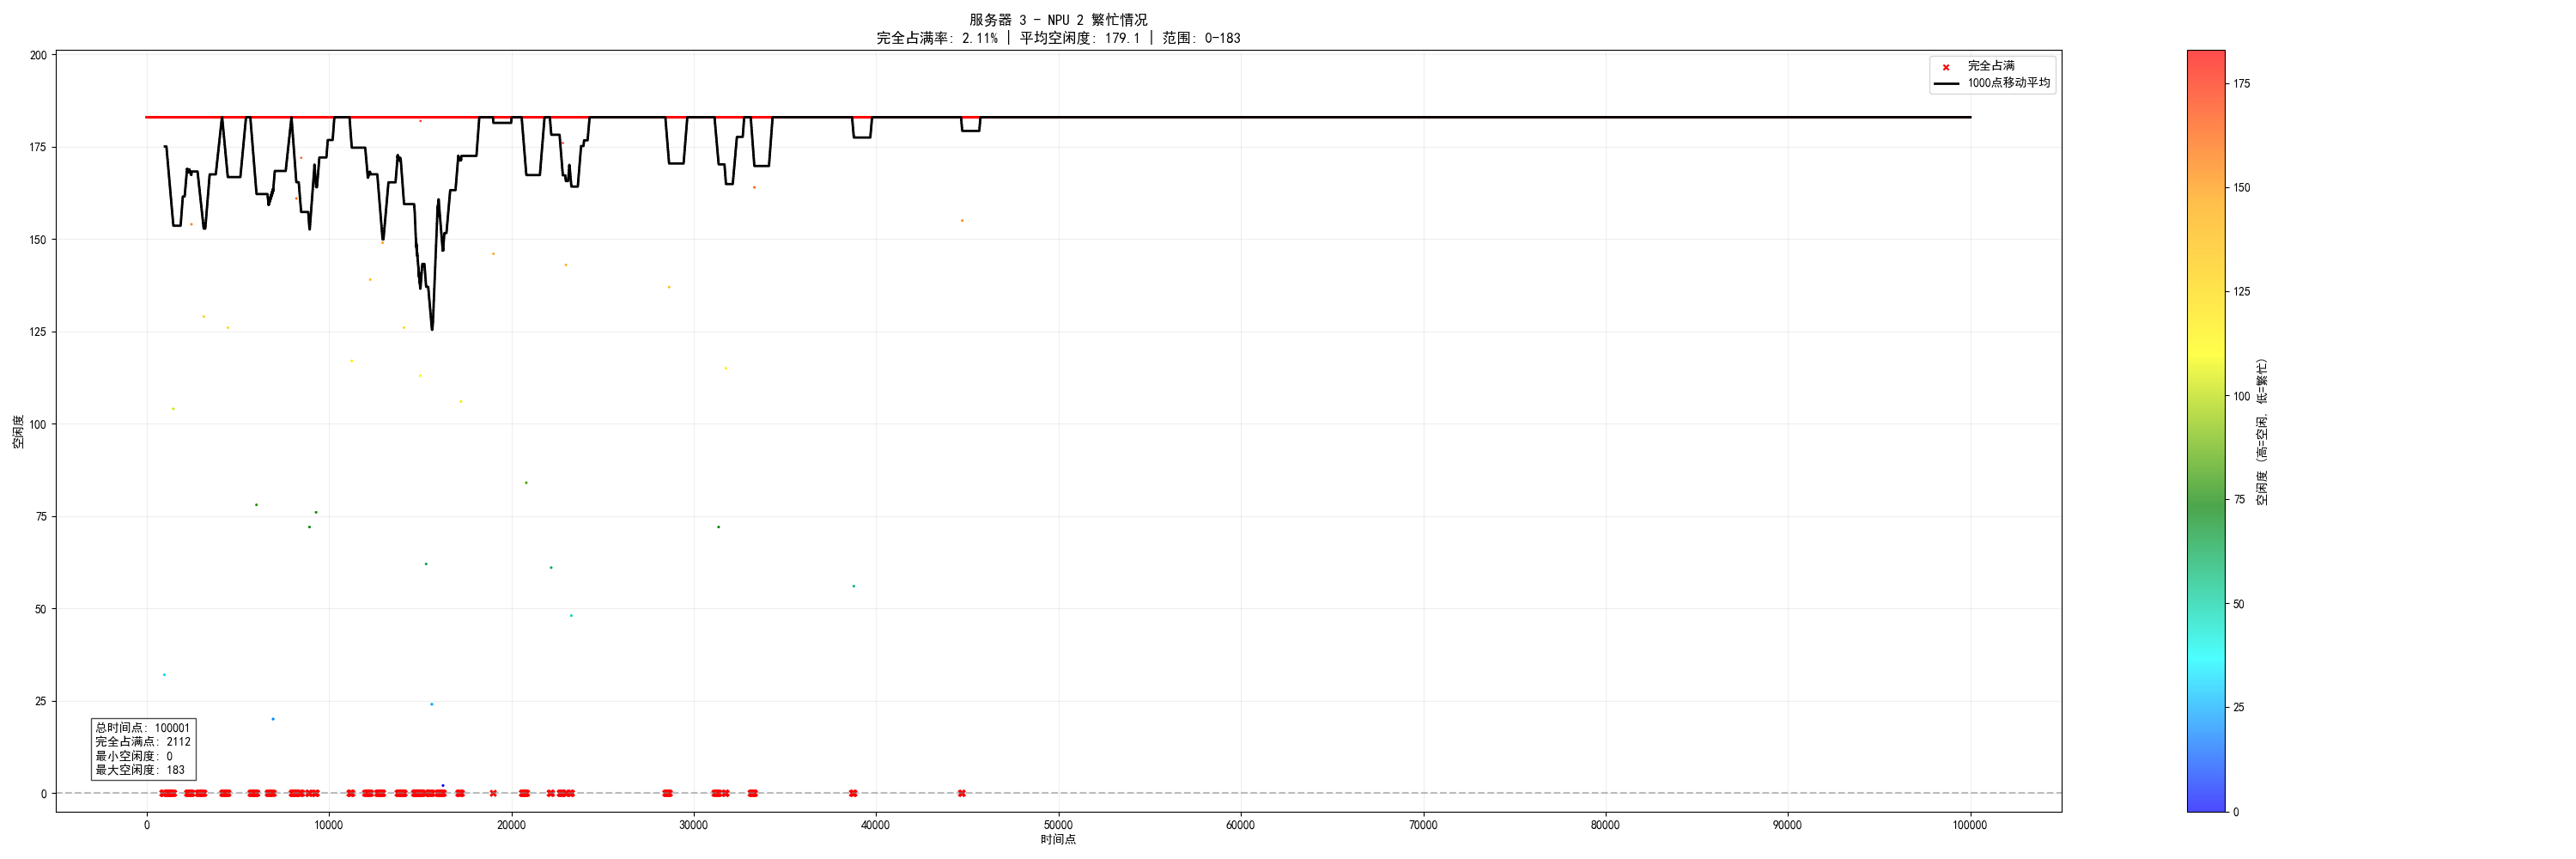 服务器 3 - NPU 2 繁忙情况
完全占满率: 2.11% | 平均空闲度: 179.1 | 范围: 0-183
完全占满
1000点移动平均
空闲度
200
175
150
125
100
75
50
25
0
总时间点: 100001
完全占满点: 2112
最小空闲度: 0
最大空闲度: 183
0
10000
20000
30000
40000
50000
60000
70000
80000
90000
100000
时间点
175
150
125
100
75
50
25
0
空闲度 (高=空闲, 低=繁忙)